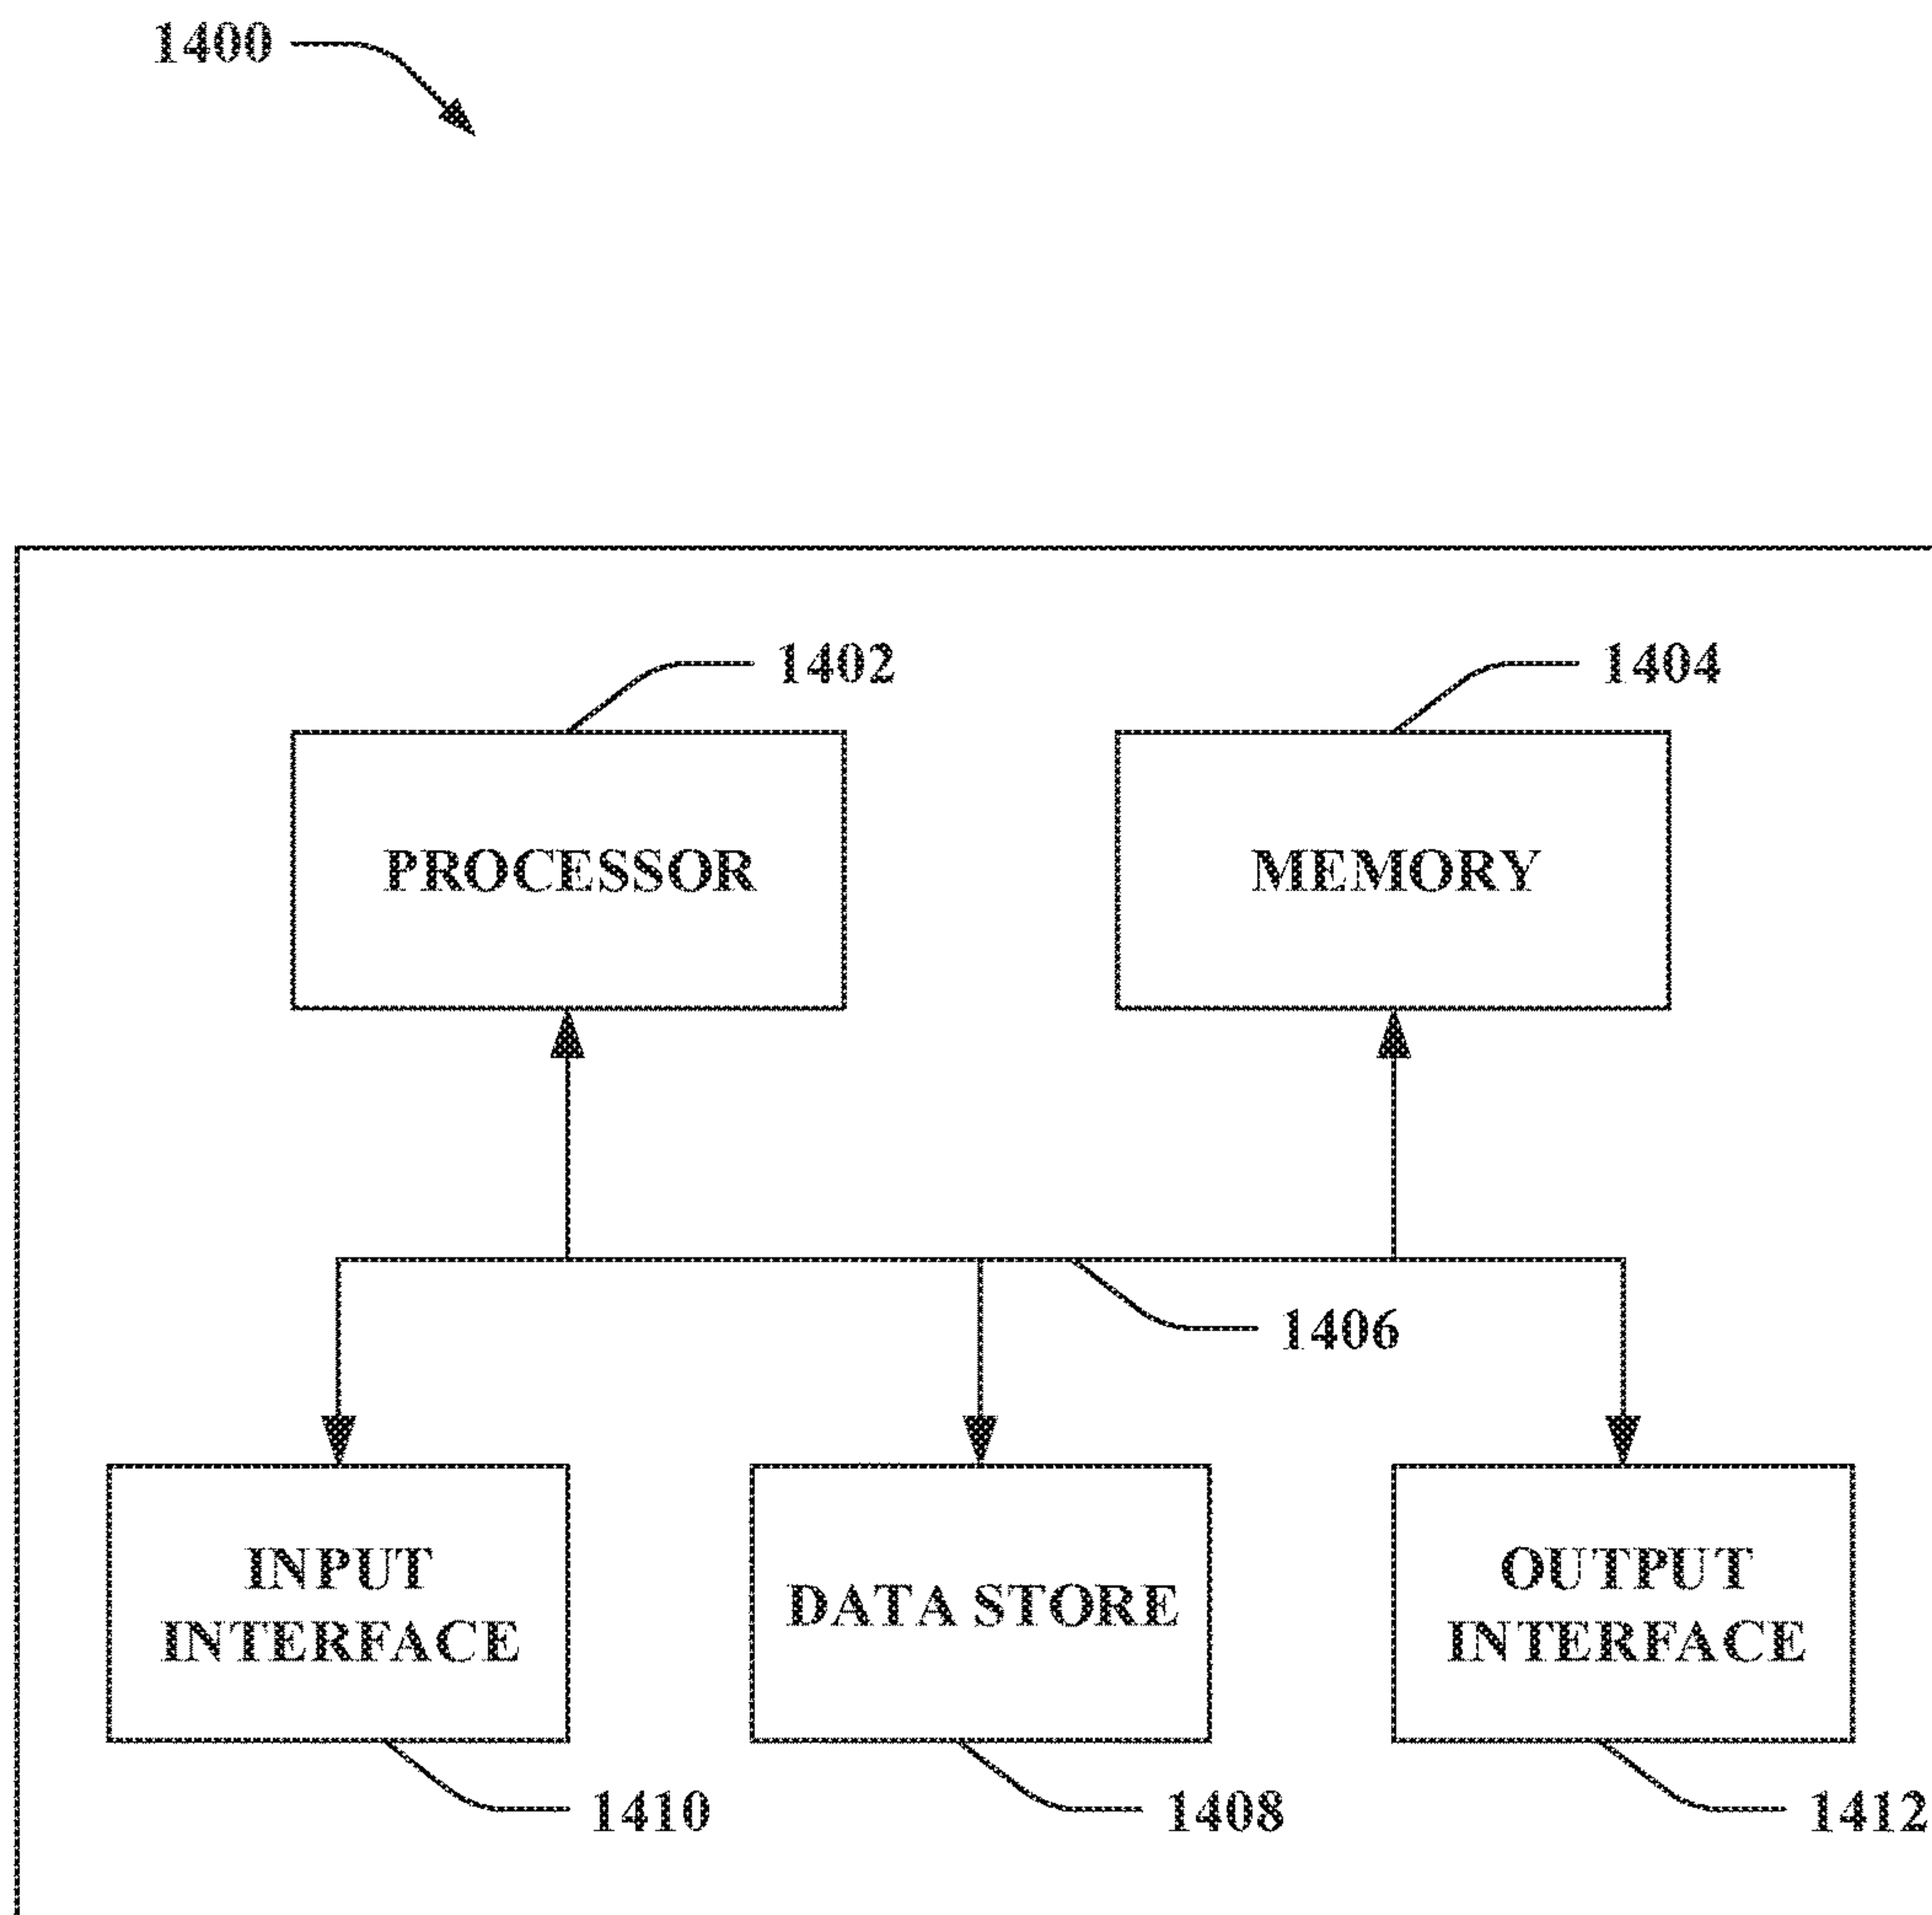 1400
1402
1404
PROCESSOR
MEMORY
1406
INPUT
INTERFACE
DATA STORE
OUTPUT
INTERFACE
1410
1408
1412